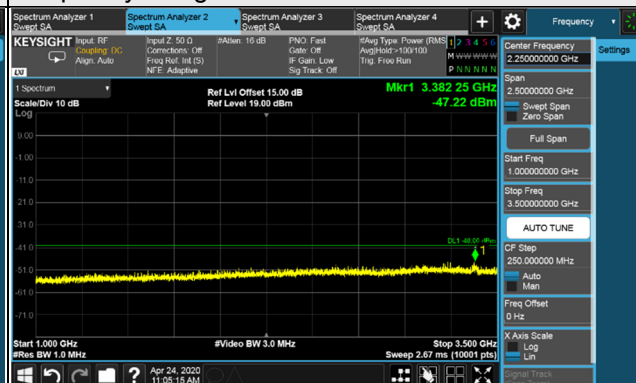 Spectrum Analyzer 1
Swept SA
Spectrum Analyzer 2
Swept SA
Spectrum Analyzer 3
Swept SA
Spectrum Analyzer 4
Swept SA
+
Frequency
KEYSIGHT
Input: RF
Coupling: DC
Align: Auto
Input Z: 50 Ω
Corrections: Off
Freq Ref: Int (S)
NFE: Adaptive
#Atten: 16 dB
PNO: Fast
Gate: Off
IF Gain: Low
Sig Track: Off
#Avg Type: Power (RMS
Avg|Hold:>100/100
Trig: Free Run
1 2 3 4 5 6
M W W W W W
P N N N N N
LXI
Center Frequency
2.250000000 GHz
Settings
Span
2.50000000 GHz
Swept Span
Zero Span
Full Span
Start Freq
1.000000000 GHz
Stop Freq
3.500000000 GHz
AUTO TUNE
CF Step
250.000000 MHz
Auto
Man
Freq Offset
0 Hz
X Axis Scale
Log
Lin
Signal Track
1 Spectrum
Scale/Div 10 dB
Log
Ref Lvl Offset 15.00 dB
Ref Level 19.00 dBm
Mkr1 3.382 25 GHz
-47.22 dBm
9.00
-1.00
-11.0
-21.0
-31.0
-41.0
-51.0
-61.0
-71.0
1
Start 1.000 GHz
#Res BW 1.0 MHz
#Video BW 3.0 MHz
Stop 3.500 GHz
Sweep 2.67 ms (10001 pts)
?
Apr 24, 2020
11:05:15 AM